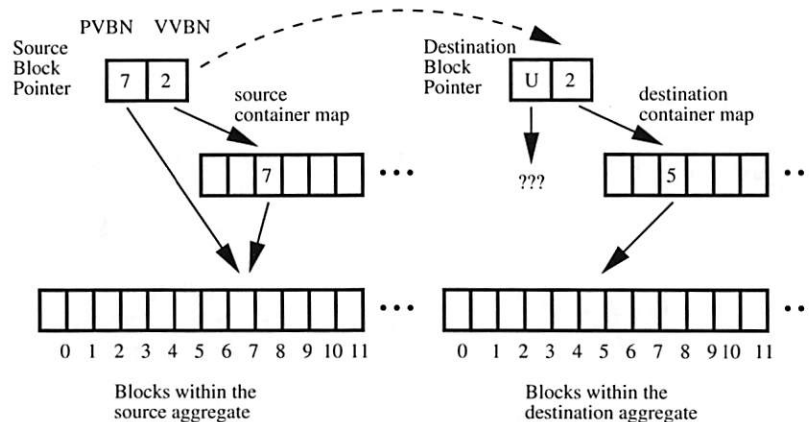 PVBN VVBN
Source
Block
Pointer
7 2
source
container map
7
...
...
0 1 2 3 4 5 6 7 8 9 10 11
Blocks within the
source aggregate
Destination
Block
Pointer
U 2
destination
container map
???
5
..
..
0 1 2 3 4 5 6 7 8 9 10 11
Blocks within the
destination aggregate